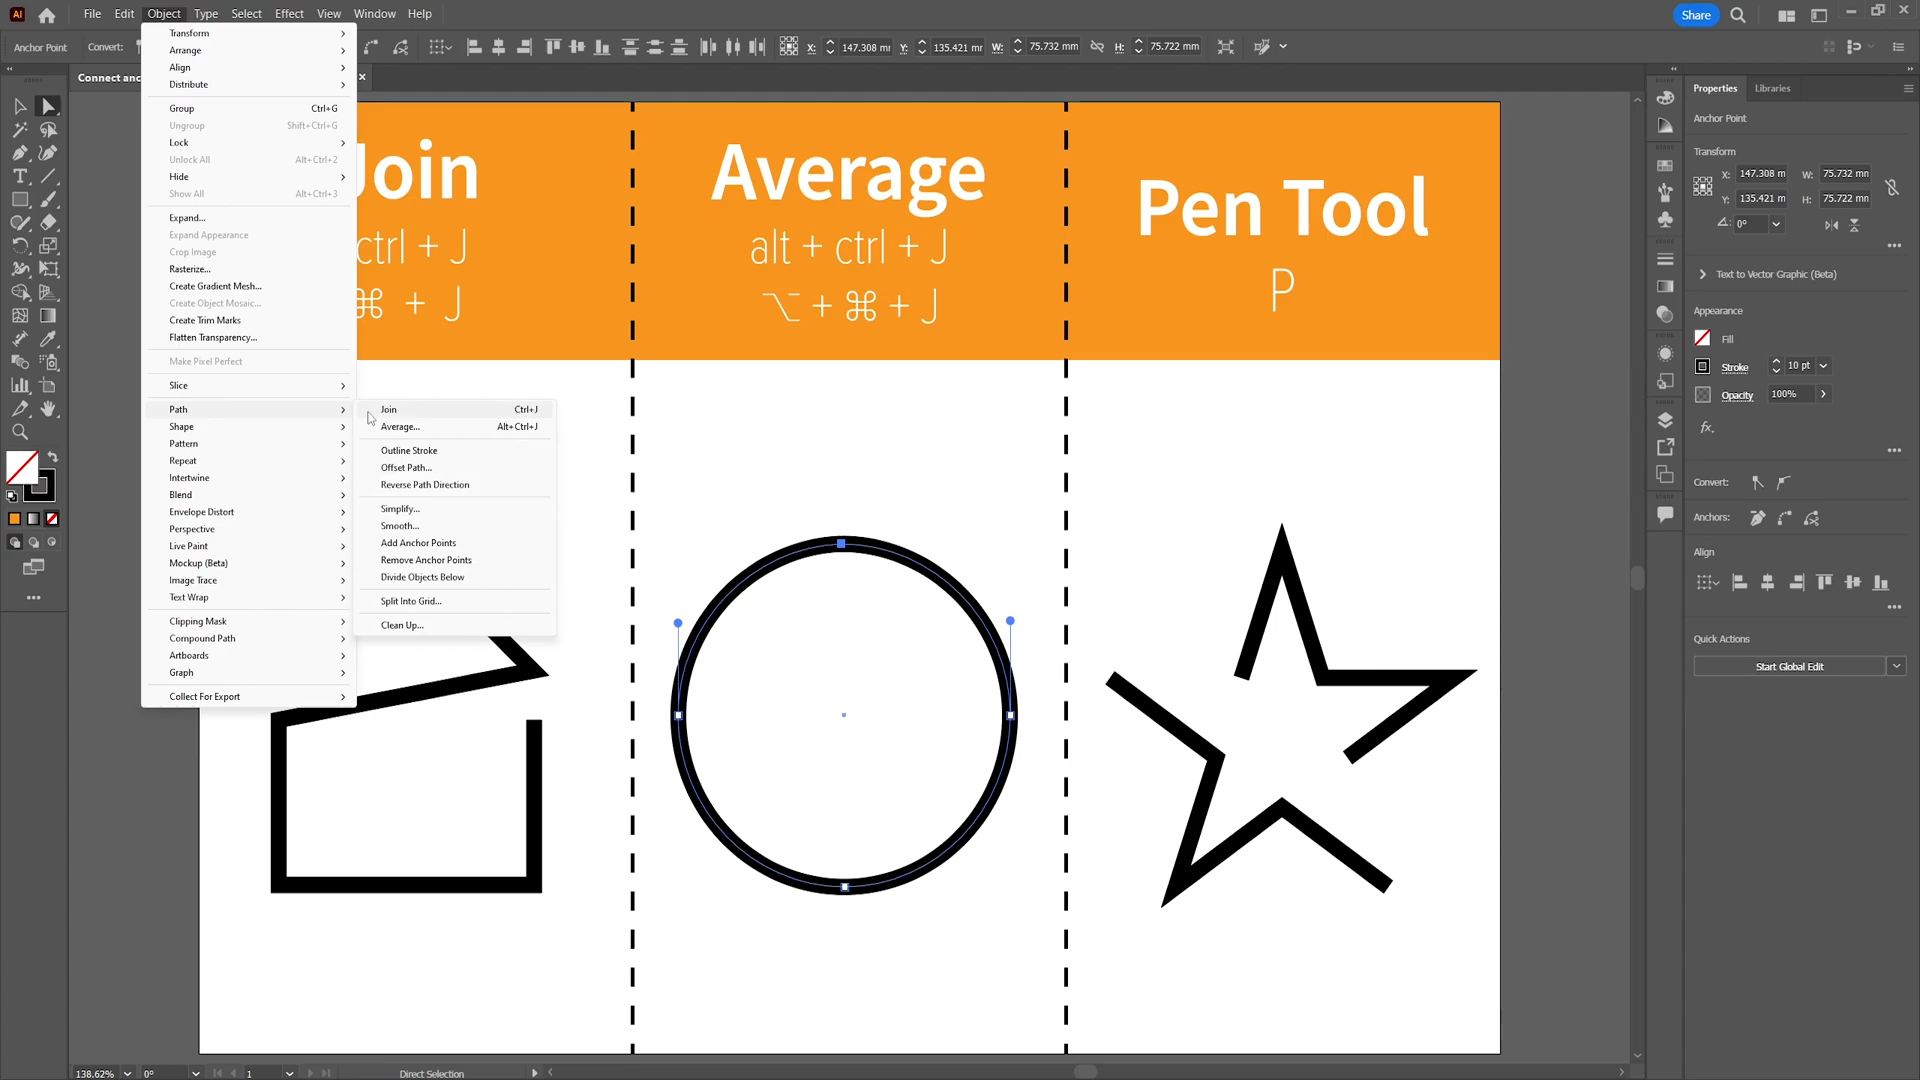 Ai
File Edit Object Type Select Effect View Window Help
Share
Anchor Point Convert:
X: 147.308 mm Y: 135.421 mm W: 75.732 mm H: 75.722 mm
Connect anc
Transform
Arrange
Align
Distribute
Group Ctrl+G
Ungroup Shift+Ctrl+G
Lock
Unlock All Alt+Ctrl+2
Hide
Show All Alt+Ctrl+3
Expand...
Expand Appearance
Crop Image
Rasterize...
Create Gradient Mesh...
Create Object Mosaic...
Create Trim Marks
Flatten Transparency...
Make Pixel Perfect
Slice
Path
Shape
Pattern
Repeat
Intertwine
Blend
Envelope Distort
Perspective
Live Paint
Mockup (Beta)
Image Trace
Text Wrap
Clipping Mask
Compound Path
Artboards
Graph
Collect For Export
Join Ctrl+J
Average... Alt+Ctrl+J
Outline Stroke
Offset Path...
Reverse Path Direction
Simplify...
Smooth...
Add Anchor Points
Remove Anchor Points
Divide Objects Below
Split Into Grid...
Clean Up...
Join
ctrl + J
⌘ + J
Average
alt + ctrl + J
⌥ + ⌘ + J
Pen Tool
P
Properties Libraries
Anchor Point
Transform
X: 147.308 m W: 75.732 mn
Y: 135.421 m H: 75.722 mn
0°
Text to Vector Graphic (Beta)
Appearance
Fill
Stroke 10 pt
Opacity 100%
fx.
Convert:
Anchors:
Align
Quick Actions
Start Global Edit
138.62% 0° 1 Direct Selection